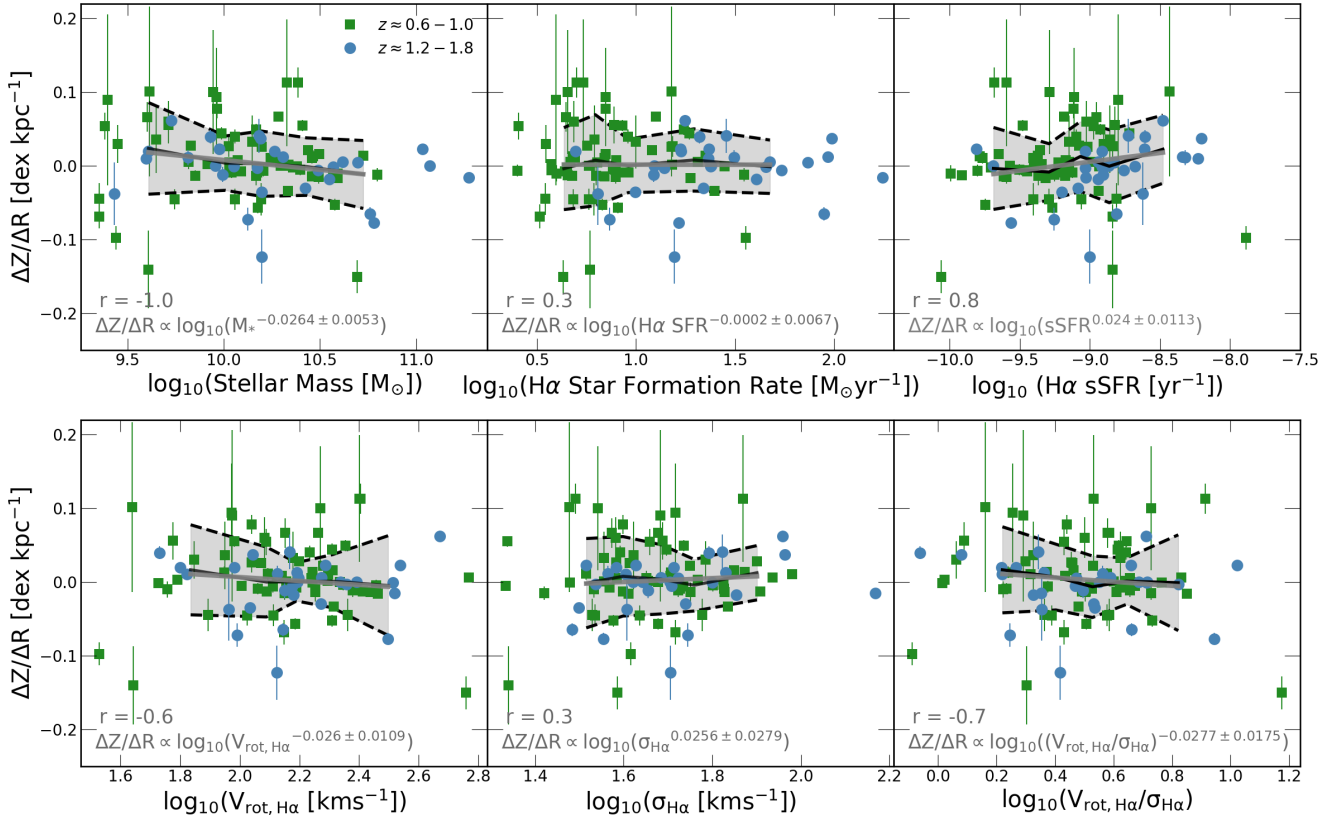 0.2
0.1
0.0
−0.1
−0.2
ΔZ/ΔR [dex kpc⁻¹]
z ≈ 0.6 − 1.0
z ≈ 1.2 − 1.8
r = -1.0
ΔZ/ΔR ∝ log₁₀(M*^−0.0264 ± 0.0053)
r = 0.3
ΔZ/ΔR ∝ log₁₀(Hα SFR^−0.0002 ± 0.0067)
r = 0.8
ΔZ/ΔR ∝ log₁₀(sSFR^0.024 ± 0.0113)
9.5 10.0 10.5 11.0
0.5 1.0 1.5 2.0
−10.0 −9.5 −9.0 −8.5 −8.0 −7.5
log₁₀(Stellar Mass [M⊙])
log₁₀(Hα Star Formation Rate [M⊙yr⁻¹])
log₁₀ (Hα sSFR [yr⁻¹])
0.2
0.1
0.0
−0.1
−0.2
ΔZ/ΔR [dex kpc⁻¹]
r = -0.6
ΔZ/ΔR ∝ log₁₀(V_rot, Hα^−0.026 ± 0.0109)
r = 0.3
ΔZ/ΔR ∝ log₁₀(σ_Hα^0.0256 ± 0.0279)
r = -0.7
ΔZ/ΔR ∝ log₁₀((V_rot, Hα/σ_Hα)^−0.0277 ± 0.0175)
1.6 1.8 2.0 2.2 2.4 2.6 2.8
1.4 1.6 1.8 2.0 2.2
0.0 0.2 0.4 0.6 0.8 1.0 1.2
log₁₀(V_rot, Hα [kms⁻¹])
log₁₀(σ_Hα [kms⁻¹])
log₁₀(V_rot, Hα/σ_Hα)